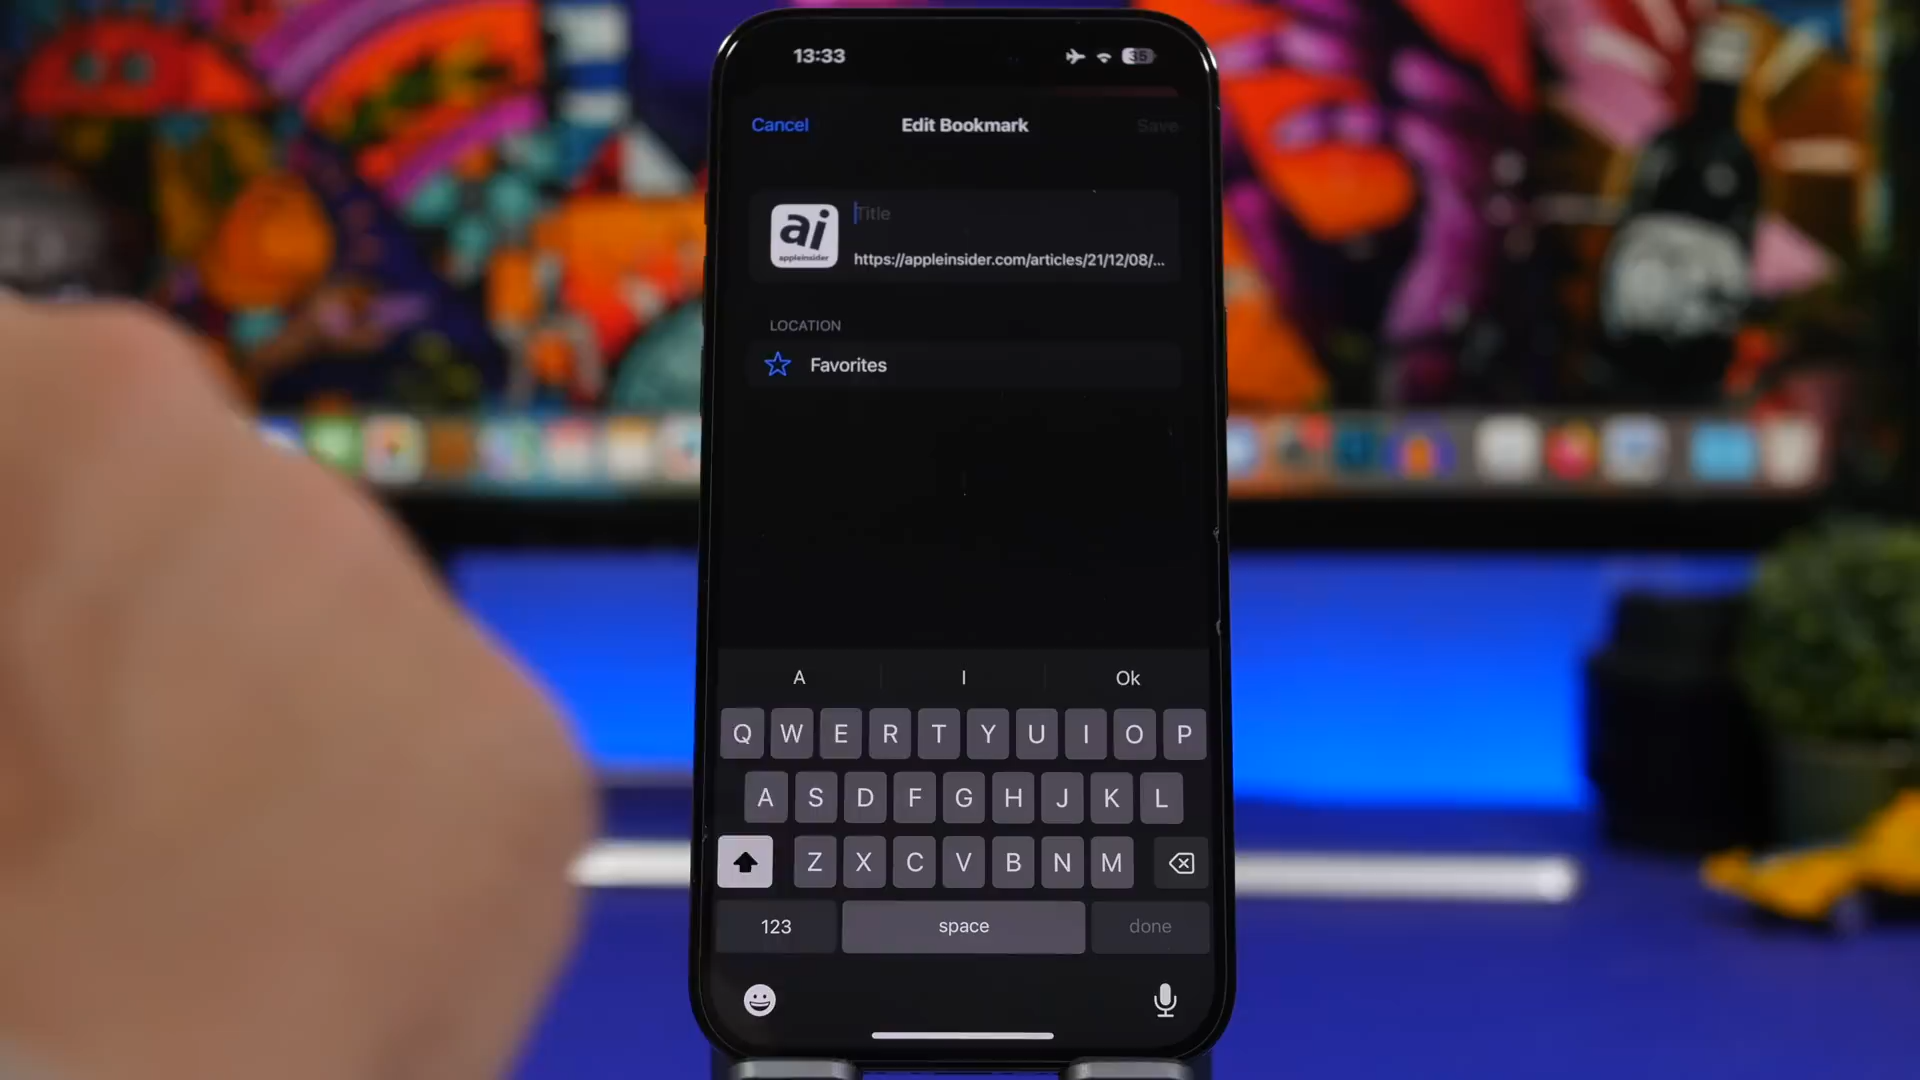 13:33
35
Cancel
Edit Bookmark
Save
ai
appleinsider
Title
https://appleinsider.com/articles/21/12/08/...
LOCATION
Favorites
A
I
Ok
Q W E R T Y U I O P
A S D F G H J K L
Z X C V B N M
123
space
done